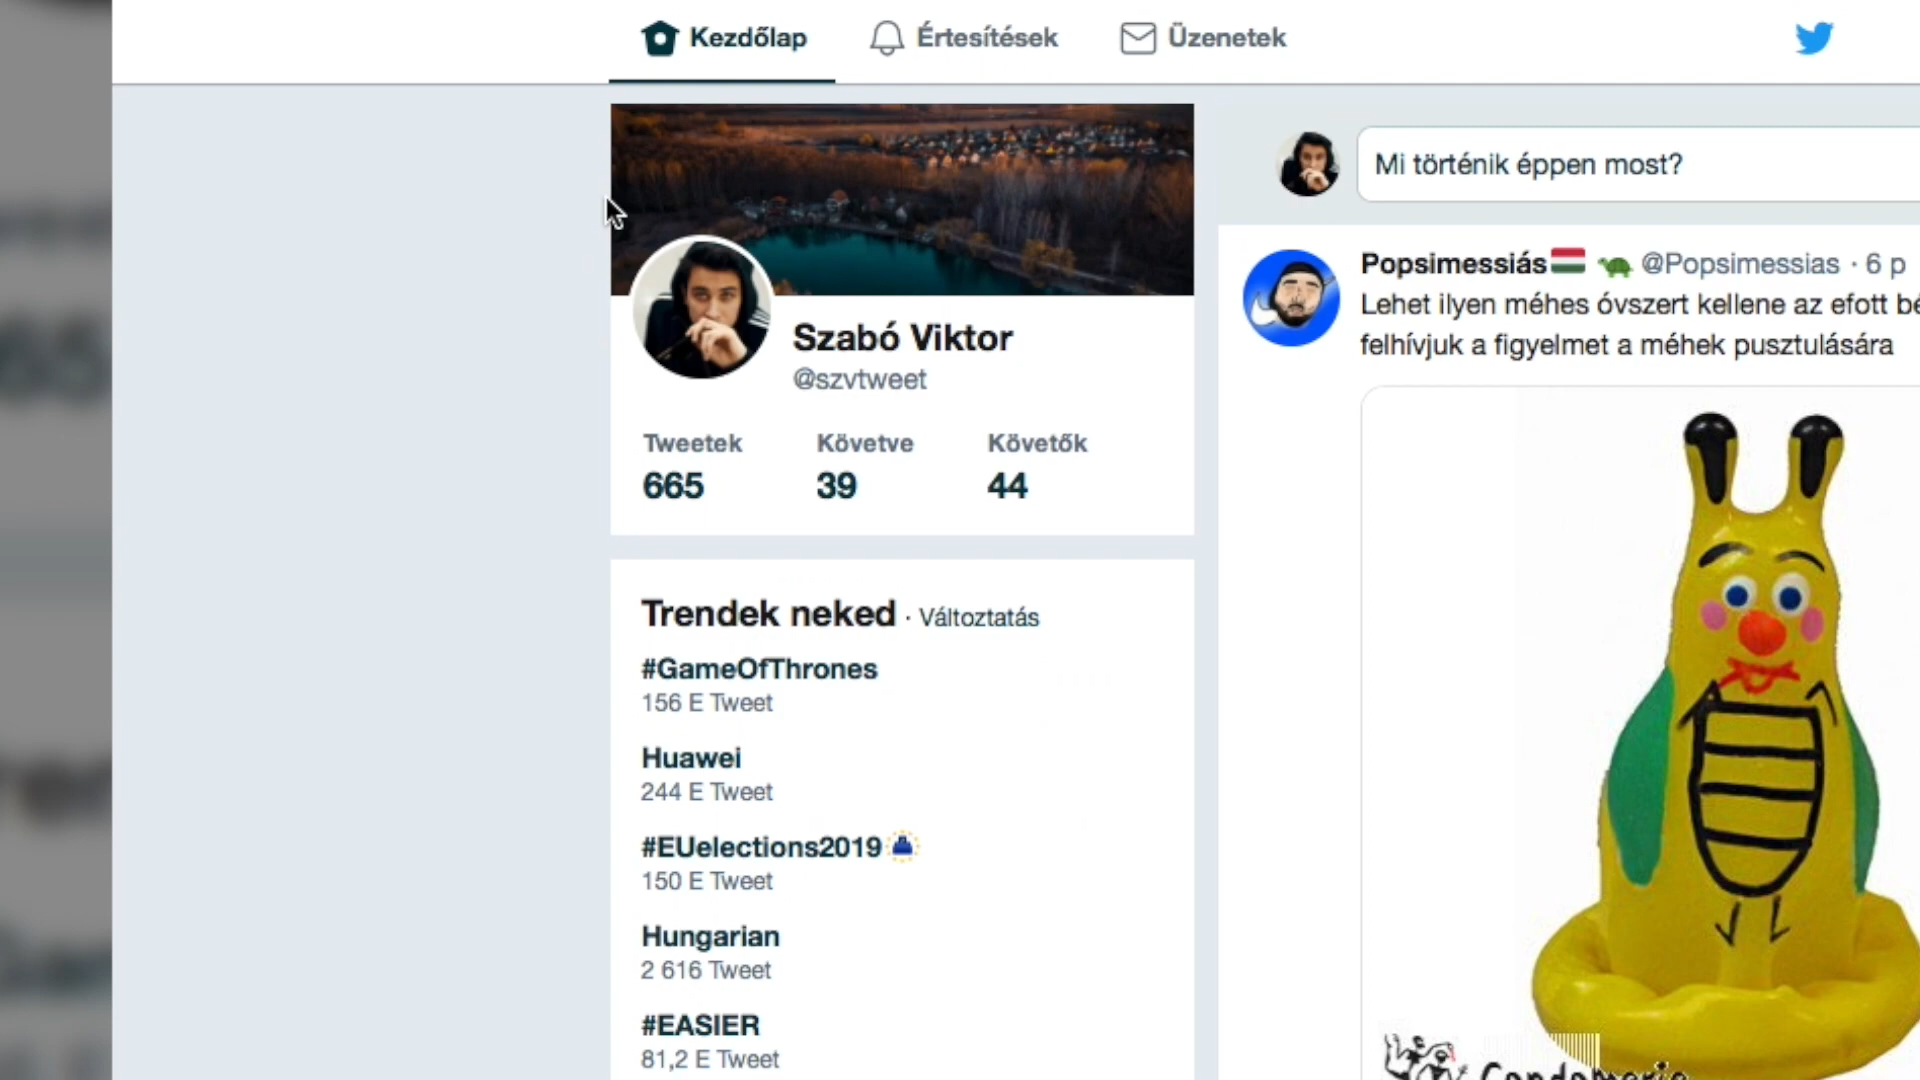 Kezdőlap
Értesítések
Üzenetek
Mi történik éppen most?
Szabó Viktor
@szvtweet
Tweetek
Követve
Követők
665
39
44
Trendek neked · Változtatás
#GameOfThrones
156 E Tweet
Huawei
244 E Tweet
#EUelections2019
150 E Tweet
Hungarian
2 616 Tweet
#EASIER
81,2 E Tweet
Popsimessiás @Popsimessias · 6 p
Lehet ilyen méhes óvszert kellene az efott
felhívjuk a figyelmet a méhek pusztulására